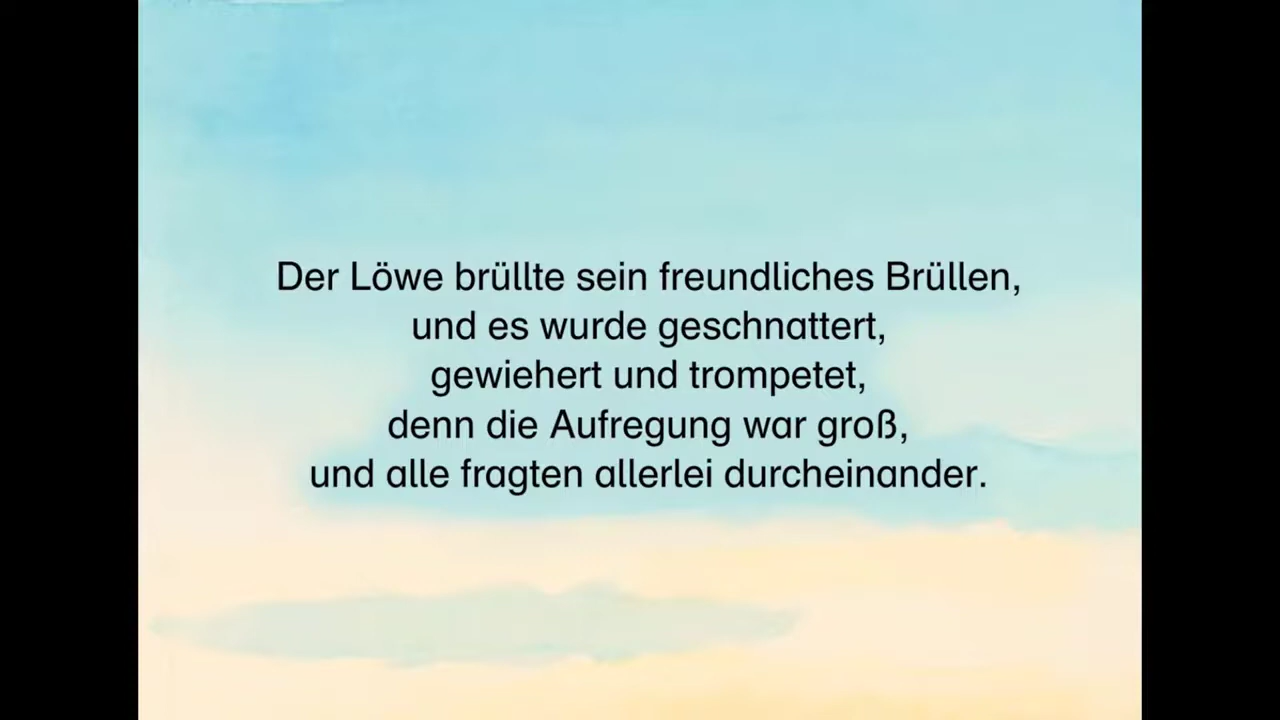 Der Löwe brüllte sein freundliches Brüllen,
und es wurde geschnattert,
gewiehert und trompetet,
denn die Aufregung war groß,
und alle fragten allerlei durcheinander.